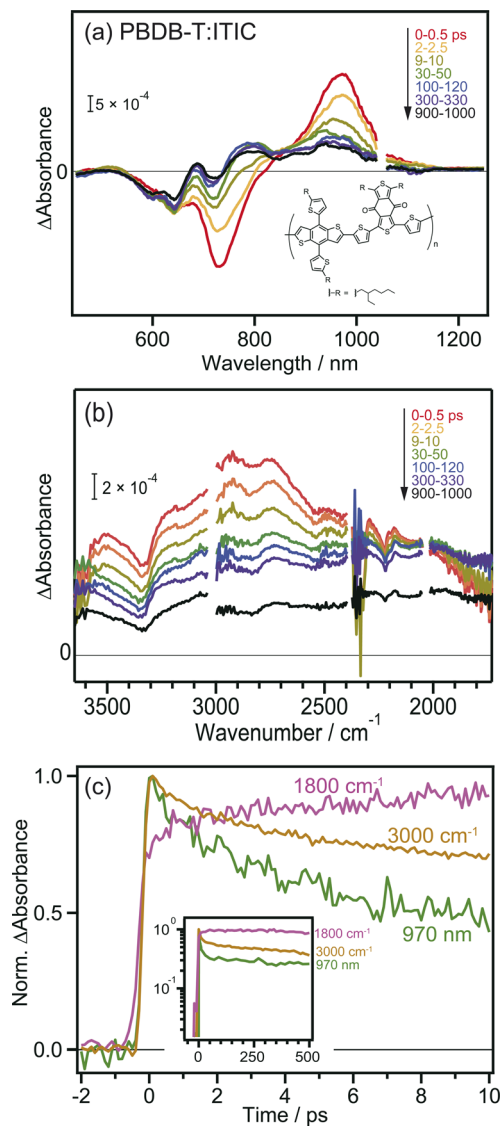 (a) PBDB-T:ITIC
0-0.5 ps
2-2.5
9-10
30-50
100-120
300-330
900-1000
5 × 10⁻⁴
ΔAbsorbance
0
R
R
R
R
S
S
S
S
S
S
S
S
O
O
n
R =
600
800
1000
1200
Wavelength / nm
(b)
0-0.5 ps
2-2.5
9-10
30-50
100-120
300-330
900-1000
2 × 10⁻⁴
ΔAbsorbance
0
3500
3000
2500
2000
Wavenumber / cm⁻¹
(c)
1800 cm⁻¹
3000 cm⁻¹
970 nm
Norm. ΔAbsorbance
1.0
0.5
0.0
10⁰
10⁻¹
1800 cm⁻¹
3000 cm⁻¹
970 nm
0
250
500
-2
0
2
4
6
8
10
Time / ps